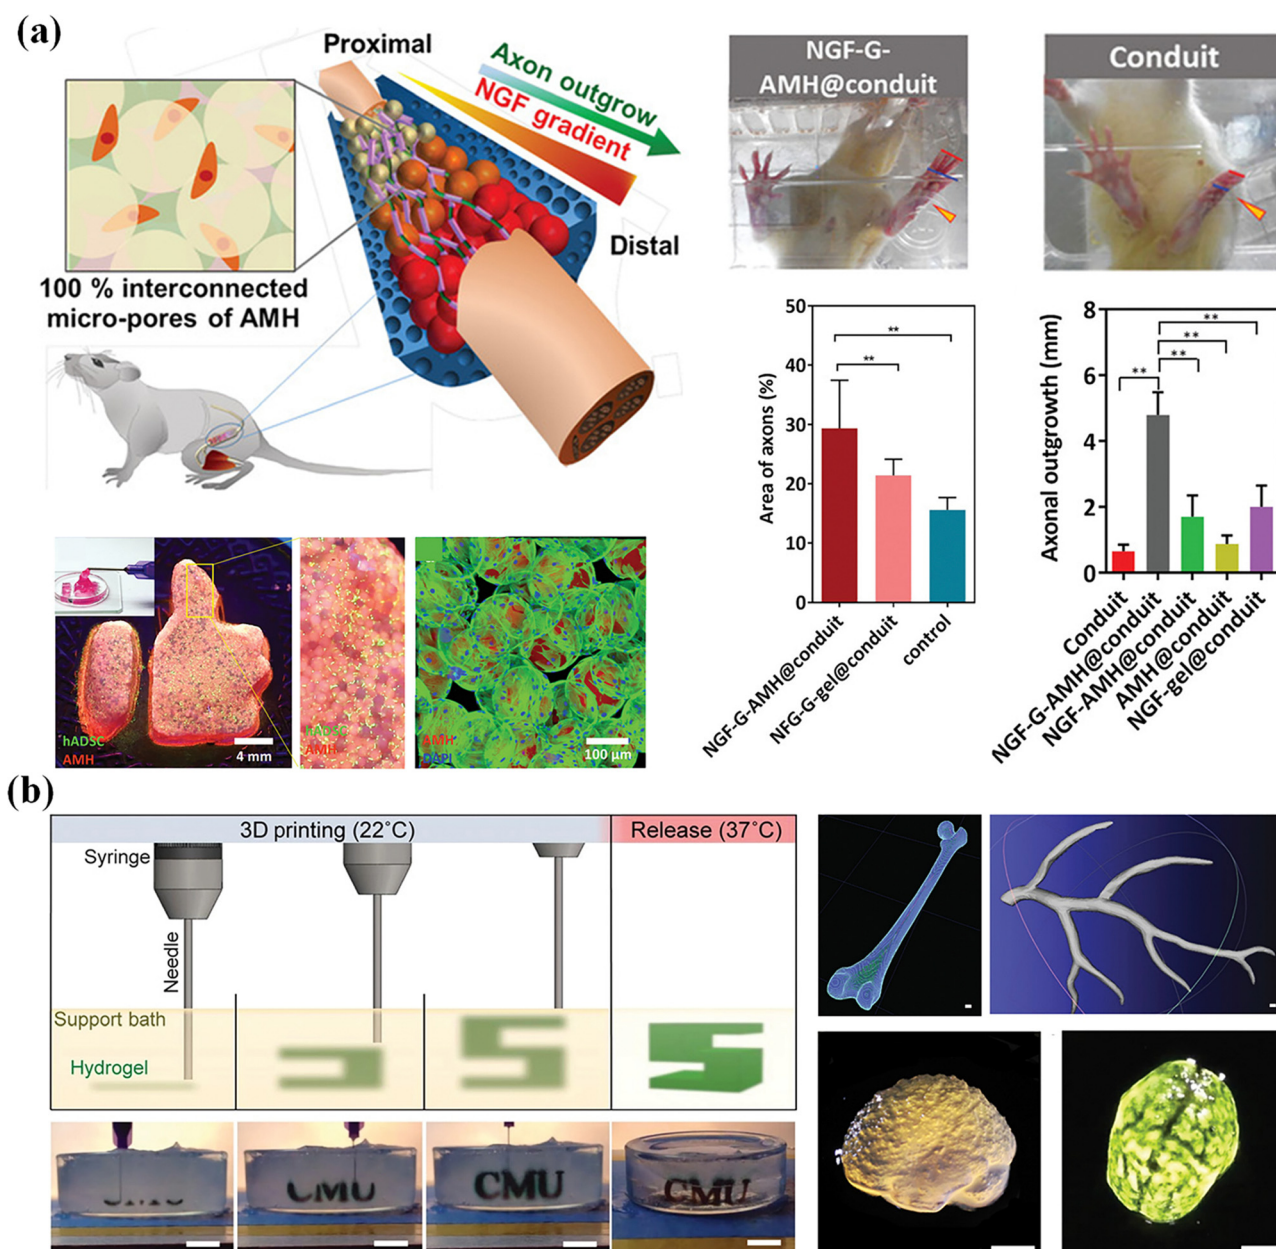 (a)
Proximal
Axon outgrow
NGF gradient
Distal
100 % interconnected
micro-pores of AMH
NGF-G-
AMH@conduit
Conduit
50
40
30
20
10
0
Area of axons (%)
**
**
NGF-G-AMH@conduit
NFG-G-gel@conduit
control
8
6
4
2
0
Axonal outgrowth (mm)
**
**
**
**
Conduit
NGF-G-AMH@conduit
NGF-AMH@conduit
AMH@conduit
NGF-gel@conduit
hADSC
AMH
4 mm
hADSC
AMH
AMH
DAPI
100 µm
(b)
3D printing (22°C)
Release (37°C)
Syringe
Needle
Support bath
Hydrogel
CMU
CMU
CMU
CMU